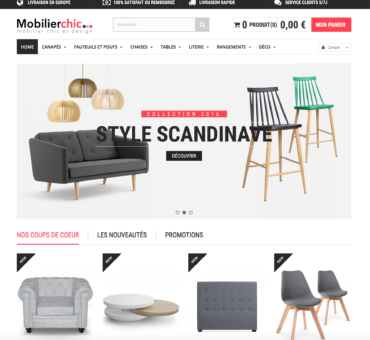 LIVRAISON EN EUROPE
100% SATISFAIT OU REMBOURSÉ
LIVRAISON RAPIDE
SERVICE CLIENTS 5/7J
Mobilierchic...
mobilier chic et design
Rechercher
0 PRODUIT(S) 0,00 €
MON PANIER
HOME
CANAPÉS
FAUTEUILS ET POUFS
CHAISES
TABLES
LITERIE
RANGEMENTS
DÉCO
Compte
COLLECTION 2016
STYLE SCANDINAVE
DÉCOUVRIR
NOS COUPS DE COEUR
LES NOUVEAUTÉS
PROMOTIONS
NEW
NEW
NEW
NEW